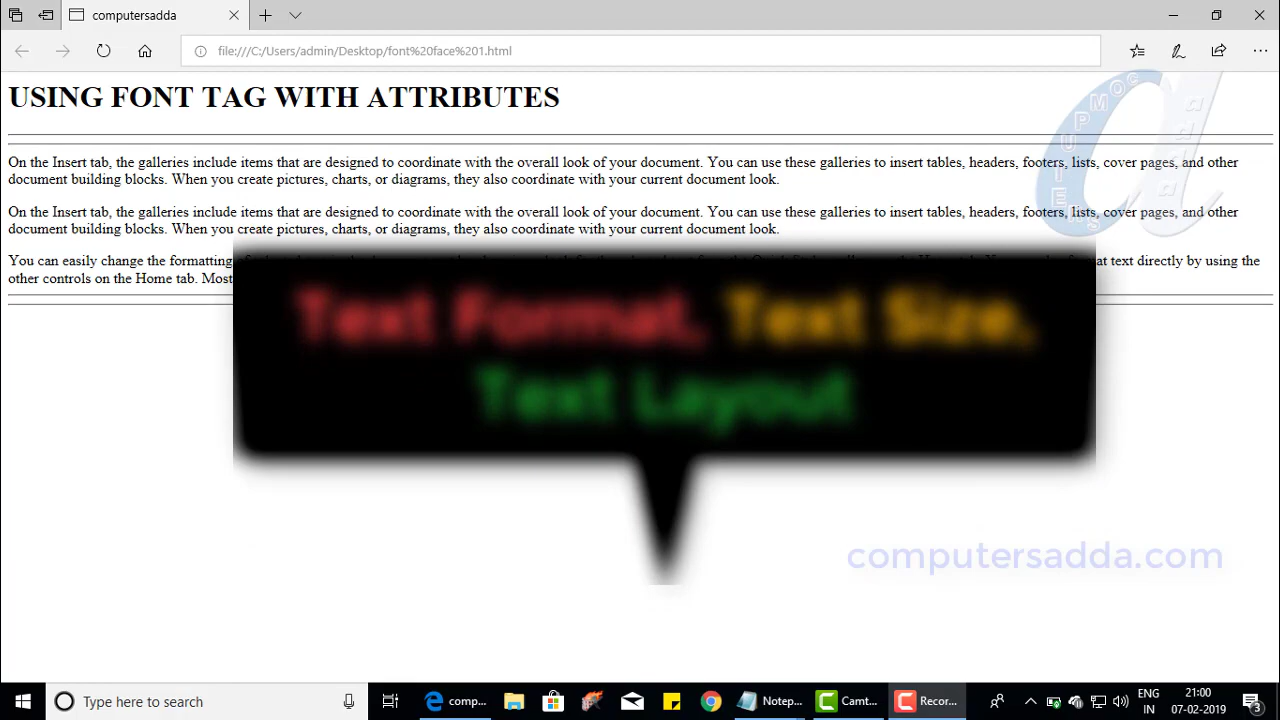 computersadda
file:///C:/Users/admin/Desktop/font%20face%201.html
USING FONT TAG WITH ATTRIBUTES
On the Insert tab, the galleries include items that are designed to coordinate with the overall look of your document. You can use these galleries to insert tables, headers, footers, lists, cover pages, and other
document building blocks. When you create pictures, charts, or diagrams, they also coordinate with your current document look.
On the Insert tab, the galleries include items that are designed to coordinate with the overall look of your document. You can use these galleries to insert tables, headers, footers, lists, cover pages, and other
document building blocks. When you create pictures, charts, or diagrams, they also coordinate with your current document look.
You can easily change the formatting text directly by using the
other controls on the Home tab. Most
COMPUTERS
adda
Text Format, Text Size,
Text Layout
computersadda.com
Type here to search
comp...
Notep...
Camt...
Recor...
ENG
IN
21:00
07-02-2019
3